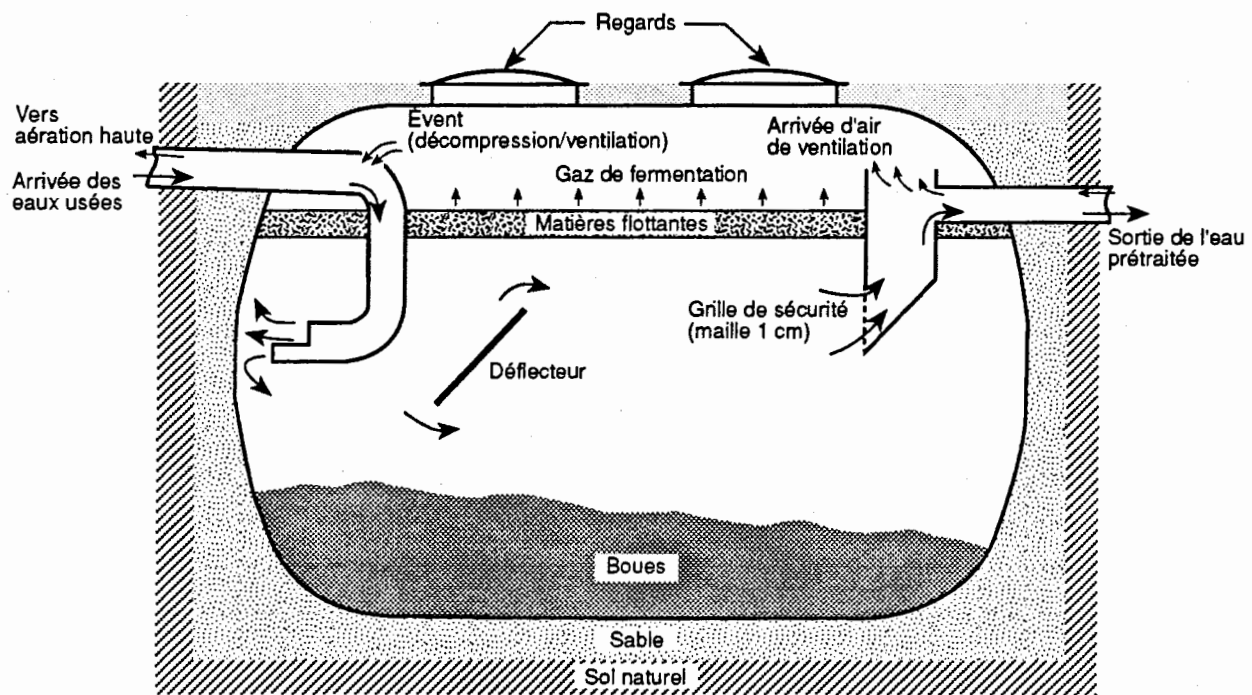 Regards
Vers
aération haute
Évent
(décompression/ventilation)
Arrivée d'air
de ventilation
Arrivée des
eaux usées
Gaz de fermentation
Matières flottantes
Sortie de l'eau
prétraitée
Grille de sécurité
(maille 1 cm)
Déflecteur
Boues
Sable
Sol naturel